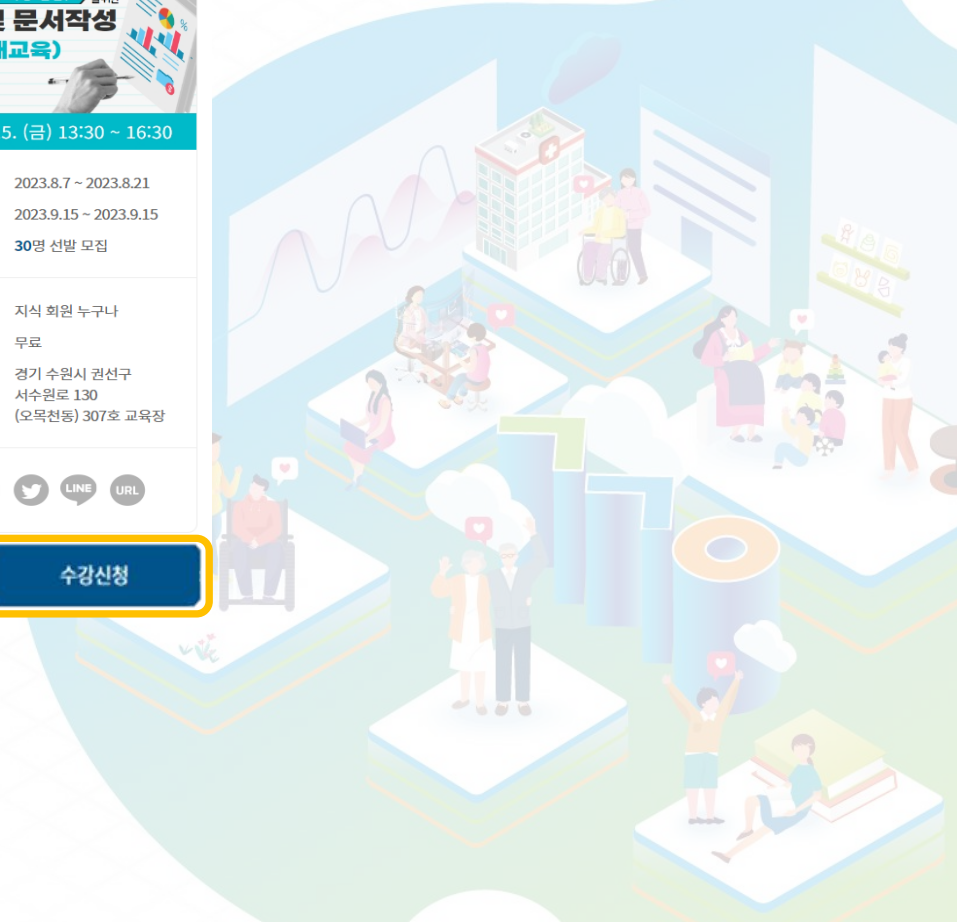 문서작성
교육)
5. (금) 13:30 ~ 16:30
2023.8.7 ~ 2023.8.21
2023.9.15 ~ 2023.9.15
30명 선발 모집
지식 회원 누구나
무료
경기 수원시 권선구
서수원로 130
(오목천동) 307호 교육장
LINE
URL
수강신청